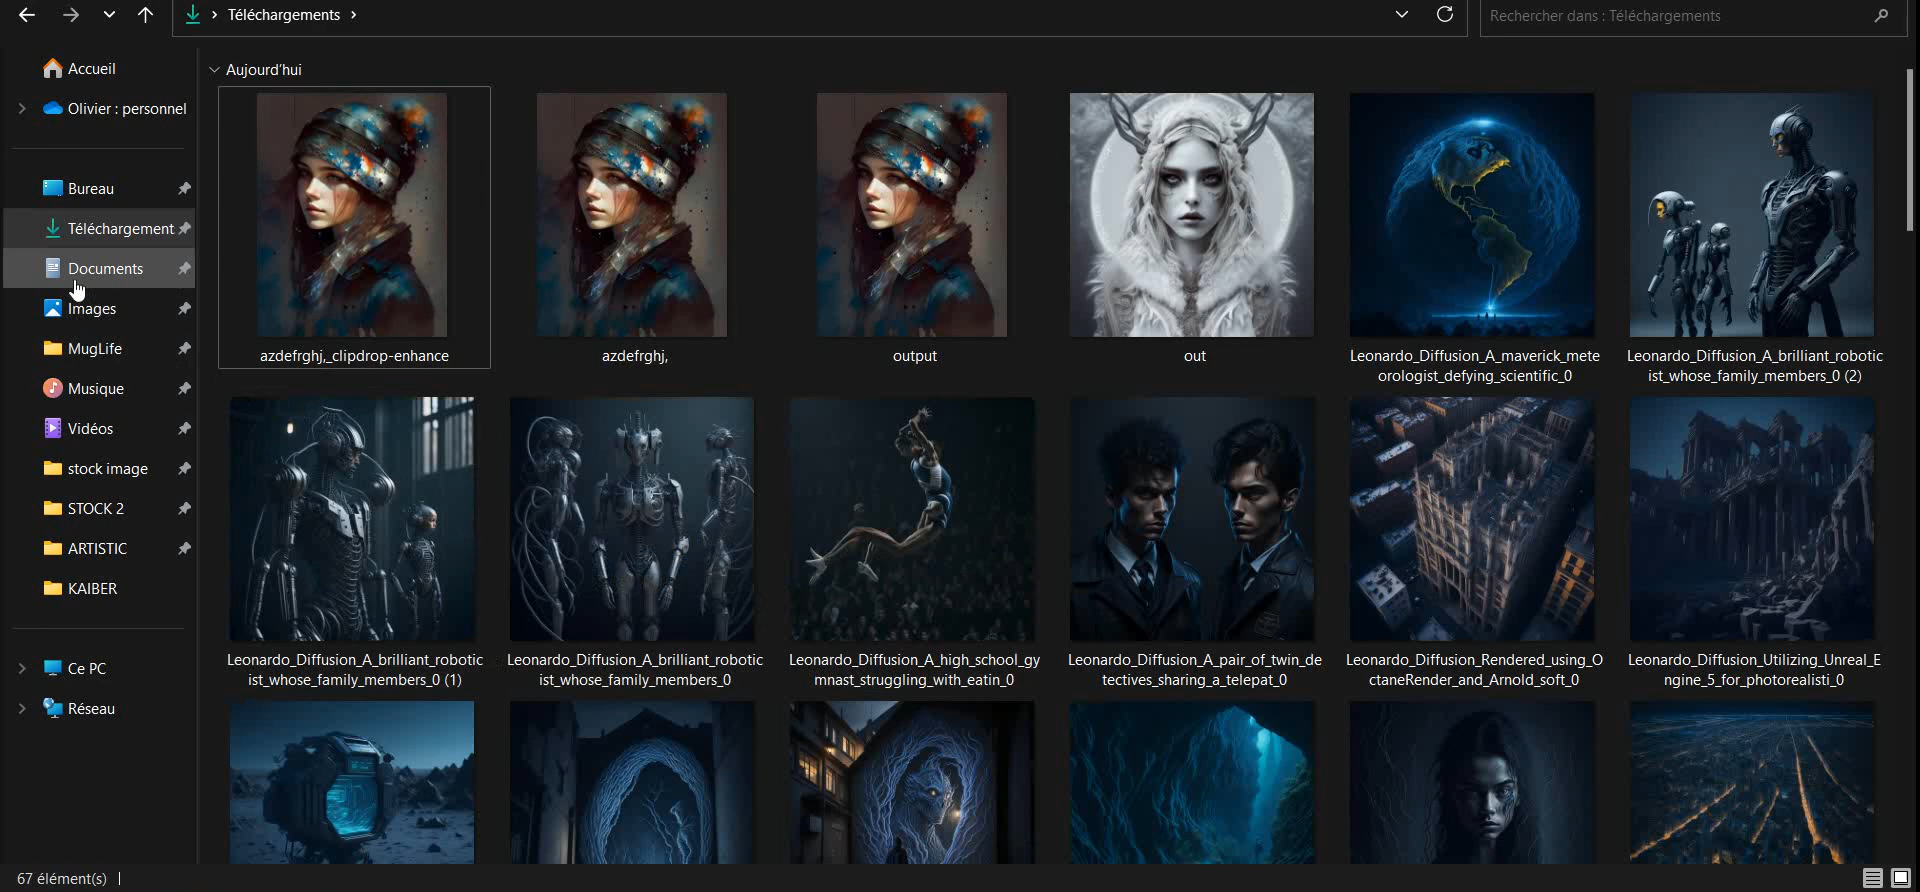 Téléchargements
Rechercher dans : Téléchargements
Accueil
Olivier : personnel
Bureau
Téléchargement
Documents
Images
MugLife
Musique
Vidéos
stock image
STOCK 2
ARTISTIC
KAIBER
Ce PC
Réseau
Aujourd'hui
azdefrghj,_clipdrop-enhance
azdefrghj,
output
out
Leonardo_Diffusion_A_maverick_mete
orologist_defying_scientific_0
Leonardo_Diffusion_A_brilliant_robotic
ist_whose_family_members_0 (2)
Leonardo_Diffusion_A_brilliant_robotic
ist_whose_family_members_0 (1)
Leonardo_Diffusion_A_brilliant_robotic
ist_whose_family_members_0
Leonardo_Diffusion_A_high_school_gy
mnast_struggling_with_eatin_0
Leonardo_Diffusion_A_pair_of_twin_de
tectives_sharing_a_telepat_0
Leonardo_Diffusion_Rendered_using_O
ctaneRender_and_Arnold_soft_0
Leonardo_Diffusion_Utilizing_Unreal_E
ngine_5_for_photorealisti_0
67 élément(s)